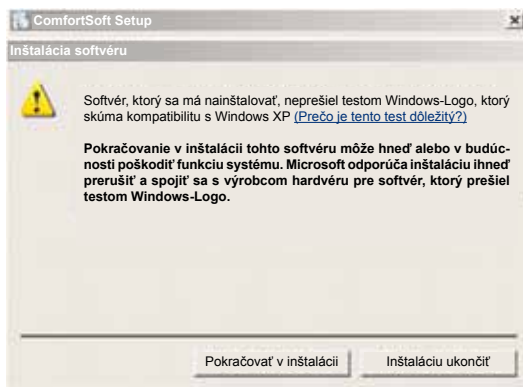 ComfortSoft Setup
Inštalácia softvéru
Softvér, ktorý sa má nainštalovať, neprešiel testom Windows-Logo, ktorý
skúma kompatibilitu s Windows XP (Prečo je tento test dôležitý?)
Pokračovanie v inštalácii tohto softvéru môže hneď alebo v budúc-
nosti poškodiť funkciu systému. Microsoft odporúča inštaláciu ihneď
prerušiť a spojiť sa s výrobcom hardvéru pre softvér, ktorý prešiel
testom Windows-Logo.
Pokračovať v inštalácii
Inštaláciu ukončiť